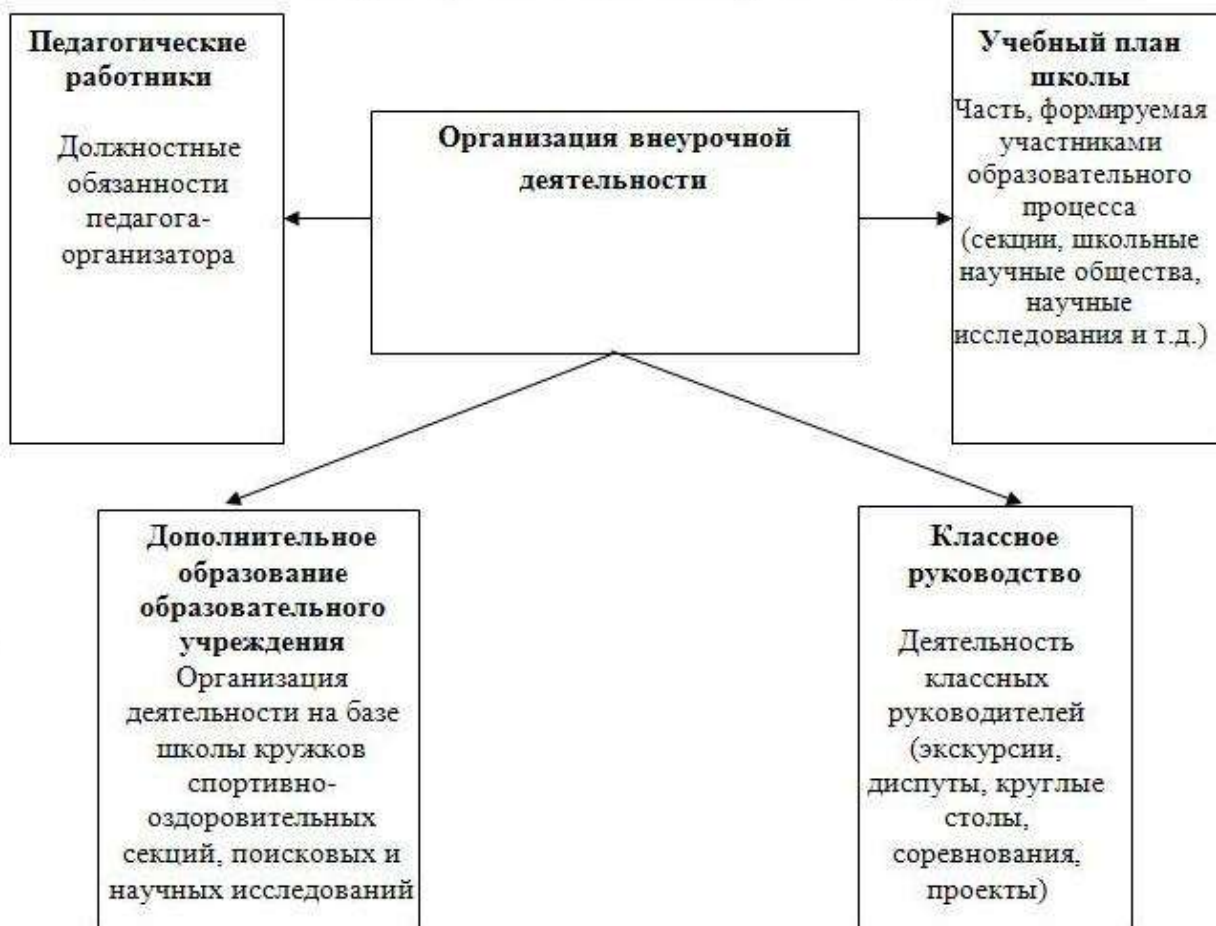 Педагогические
работники
Должностные
обязанности
педагога-
организатора
Организация внеурочной
деятельности
Учебный план
школы
Часть, формируемая
участниками
образовательного
процесса
(секции, школьные
научные общества,
научные
исследования и т.д.)
Дополнительное
образование
образовательного
учреждения
Организация
деятельности на базе
школы кружков
спортивно-
оздоровительных
секций, поисковых и
научных исследований
Классное
руководство
Деятельность
классных
руководителей
(экскурсии,
диспуты, круглые
столы,
соревнования,
проекты)